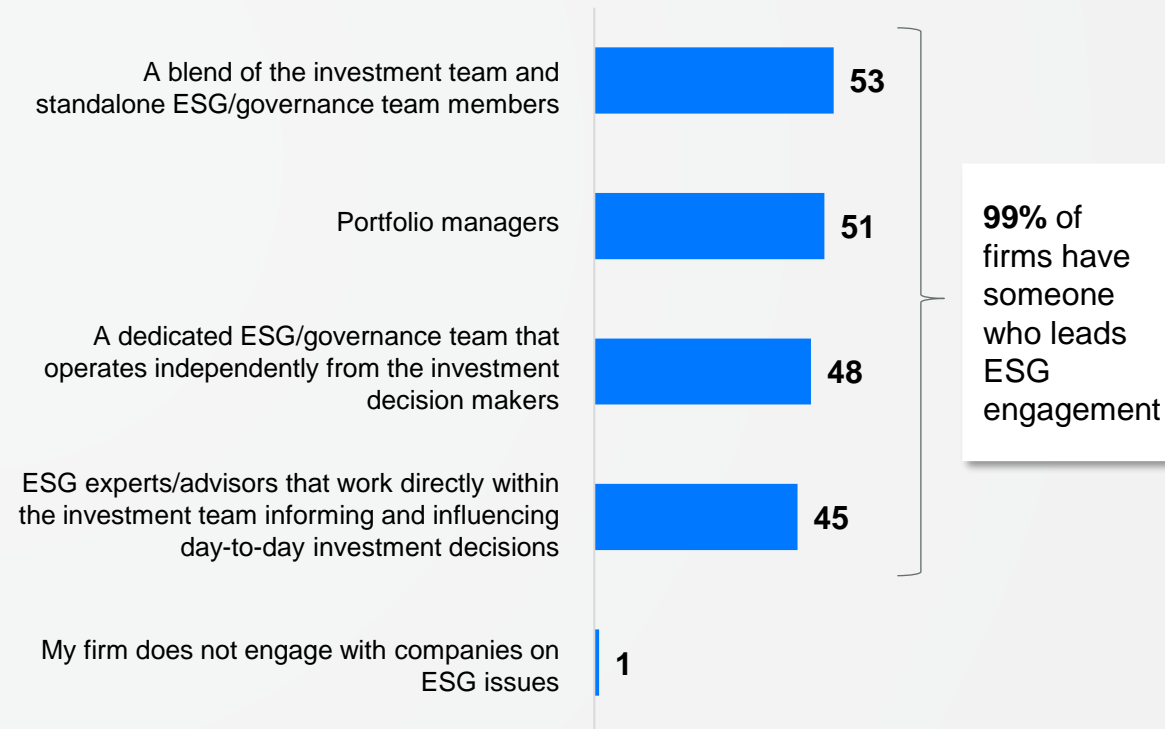 A blend of the investment team and
standalone ESG/governance team members
53
Portfolio managers
51
A dedicated ESG/governance team that
operates independently from the investment
decision makers
48
ESG experts/advisors that work directly within
the investment team informing and influencing
day-to-day investment decisions
45
My firm does not engage with companies on
ESG issues
1
99% of
firms have
someone
who leads
ESG
engagement